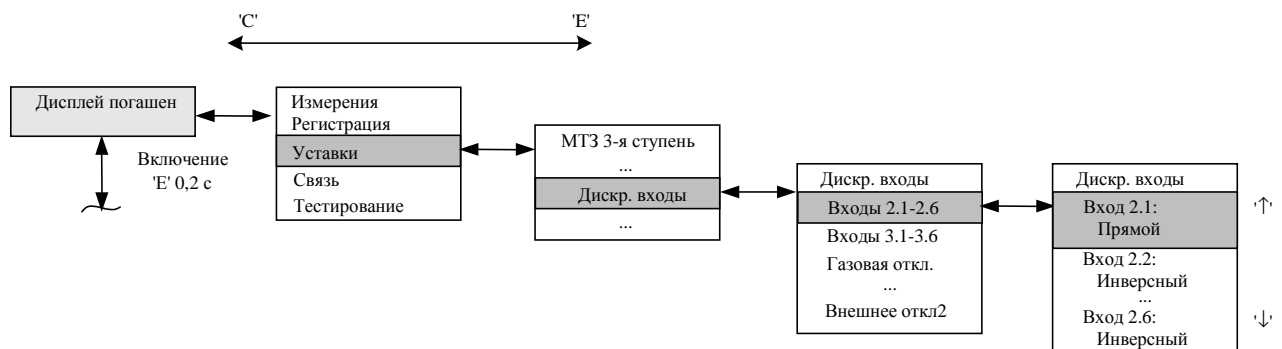 'С' 'Е'
Дисплей погашен
Включение
'Е' 0,2 с
Измерения
Регистрация
Уставки
Связь
Тестирование
МТЗ 3-я ступень
...
Дискр. входы
...
Дискр. входы
Входы 2.1-2.6
Входы 3.1-3.6
Газовая откл.
...
Внешнее откл2
Дискр. входы
Вход 2.1:
Прямой
Вход 2.2:
Инверсный
...
Вход 2.6:
Инверсный
'↑'
'↓'